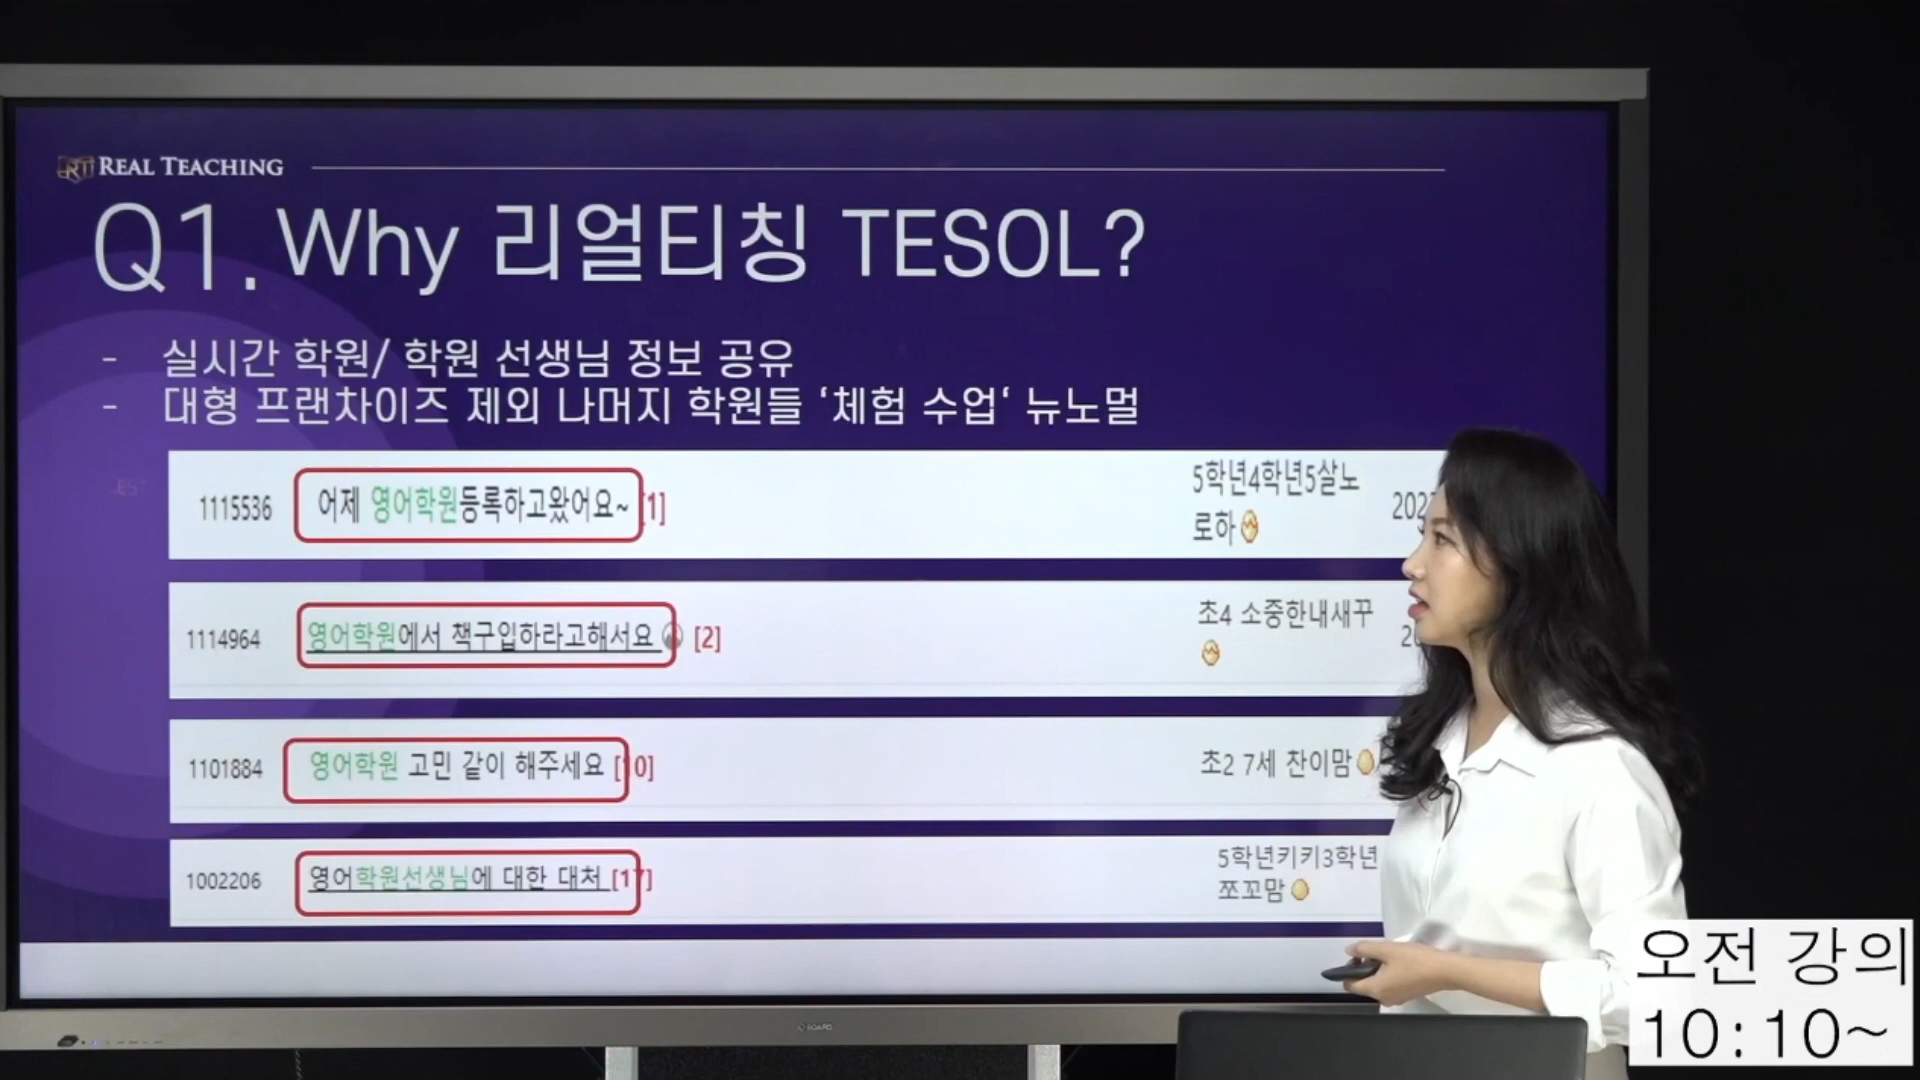 REAL TEACHING
Q1. Why 리얼티칭 TESOL?
- 실시간 학원/ 학원 선생님 정보 공유
- 대형 프랜차이즈 제외 나머지 학원들 ‘체험 수업‘ 뉴노멀
1115536 어제 영어학원등록하고왔어요~ [1] 5학년4학년5살노
로하
1114964 영어학원에서 책구입하라고해서요 [2] 초4 소중한내새꾸
1101884 영어학원 고민 같이 해주세요 [10] 초2 7세 찬이맘
1002206 영어학원선생님에 대한 대처 [17] 5학년키키3학년
쪼꼬맘
오전 강의
10:10~